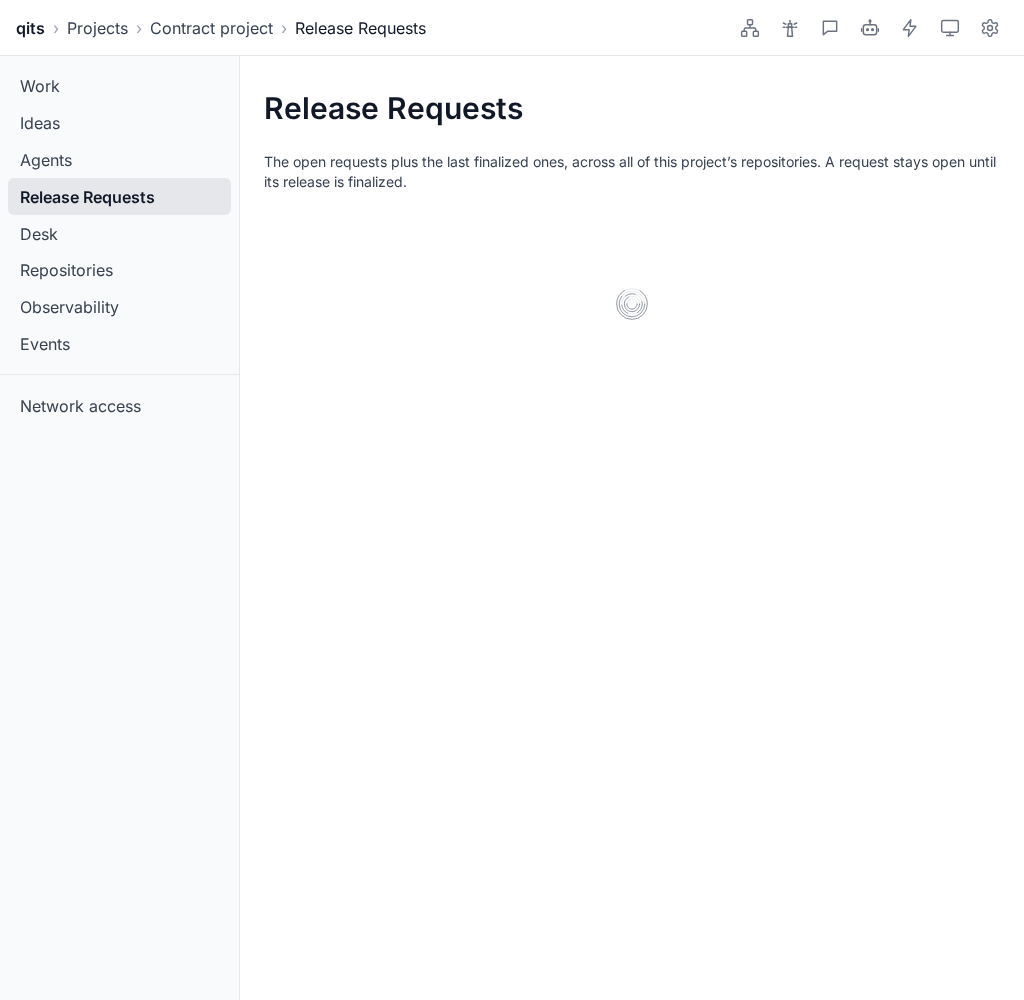 qits › Projects › Contract project › Release Requests
Work
Ideas
Agents
Release Requests
Desk
Repositories
Observability
Events
Network access
Release Requests
The open requests plus the last finalized ones, across all of this project’s repositories. A request stays open until
its release is finalized.